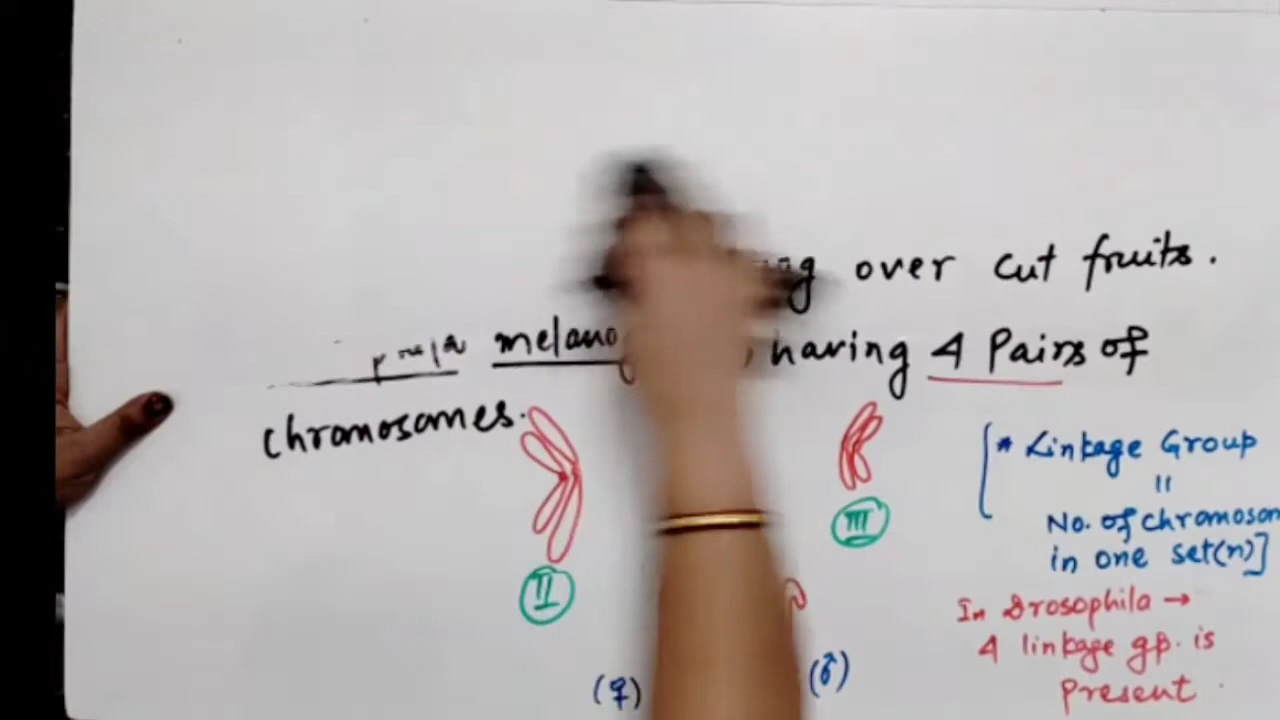 over cut fruits.
having 4 Pairs of
chromosomes.
II
III
* Linkage Group
=
No. of chromosom
in one set(n)]
In Drosophila →
4 linkage gp. is
present.
(♀)
(♂)